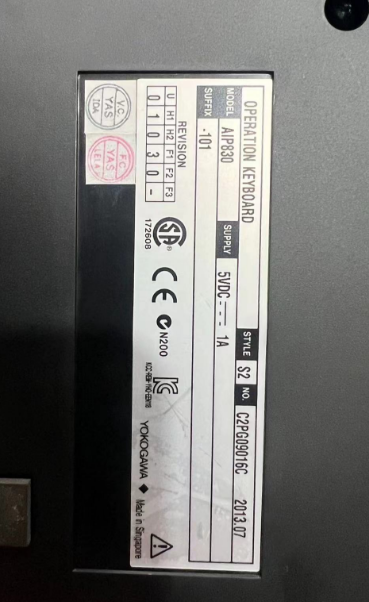 OPERATION KEYBOARD
STYLE S2 NO. C2PG09016C 2013.07
MODEL AIP830 SUPPLY 5VDC 1A
SUFFIX -101
REVISION
U H1 H2 F1 F2 F3
0 1 0 3 0 -
172608
CE
N200
YOKOGAWA ◆ Made in Singapore
VC
YAS
FC
YAS